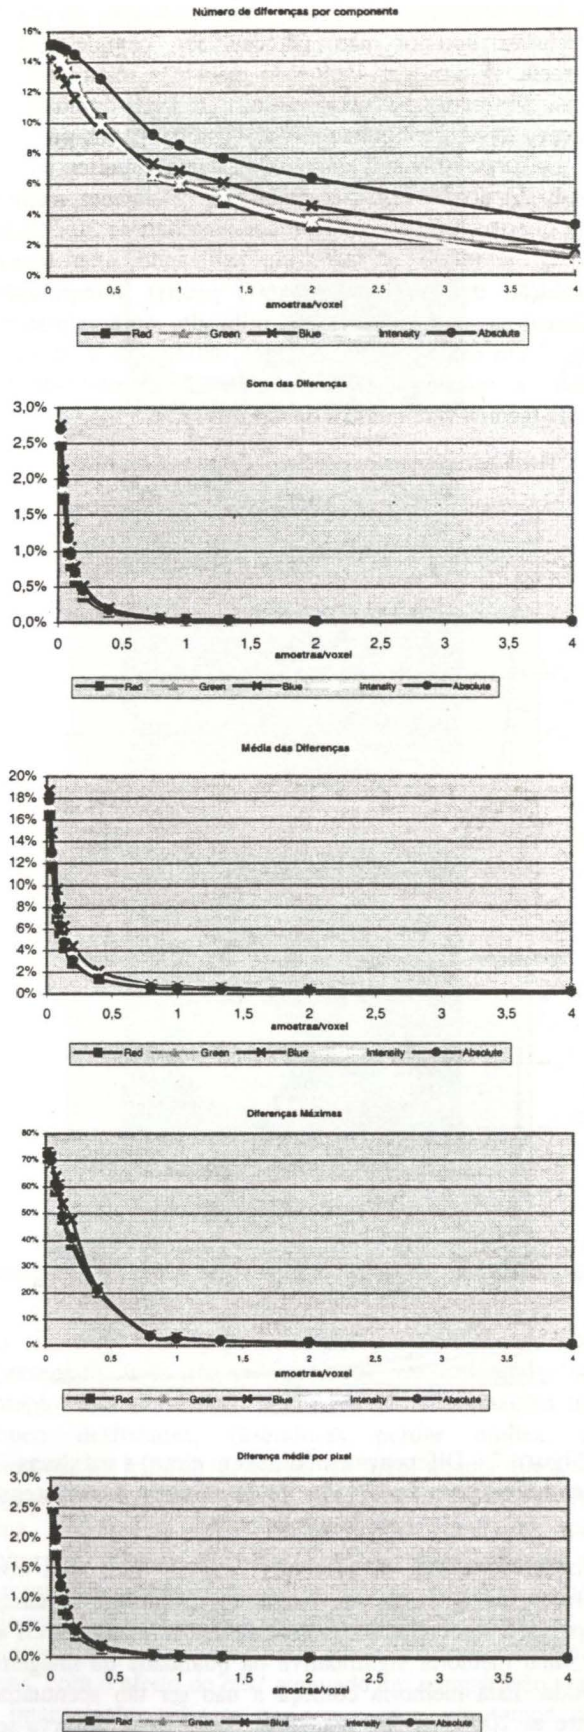 Número de diferenças por componente
16%
14%
12%
10%
8%
6%
4%
2%
0%
0 0,5 1 1,5 2 2,5 3 3,5 4
amostras/voxel
Red Green Blue Intensity Absolute
Soma das Diferenças
3,0%
2,5%
2,0%
1,5%
1,0%
0,5%
0,0%
0 0,5 1 1,5 2 2,5 3 3,5 4
amostras/voxel
Red Green Blue Intensity Absolute
Média das Diferenças
20%
18%
16%
14%
12%
10%
8%
6%
4%
2%
0%
0 0,5 1 1,5 2 2,5 3 3,5 4
amostras/voxel
Red Green Blue Intensity Absolute
Diferenças Máximas
80%
70%
60%
50%
40%
30%
20%
10%
0%
0 0,5 1 1,5 2 2,5 3 3,5 4
amostras/voxel
Red Green Blue Intensity Absolute
Diferença média por pixel
3,0%
2,5%
2,0%
1,5%
1,0%
0,5%
0,0%
0 0,5 1 1,5 2 2,5 3 3,5 4
amostras/voxel
Red Green Blue Intensity Absolute